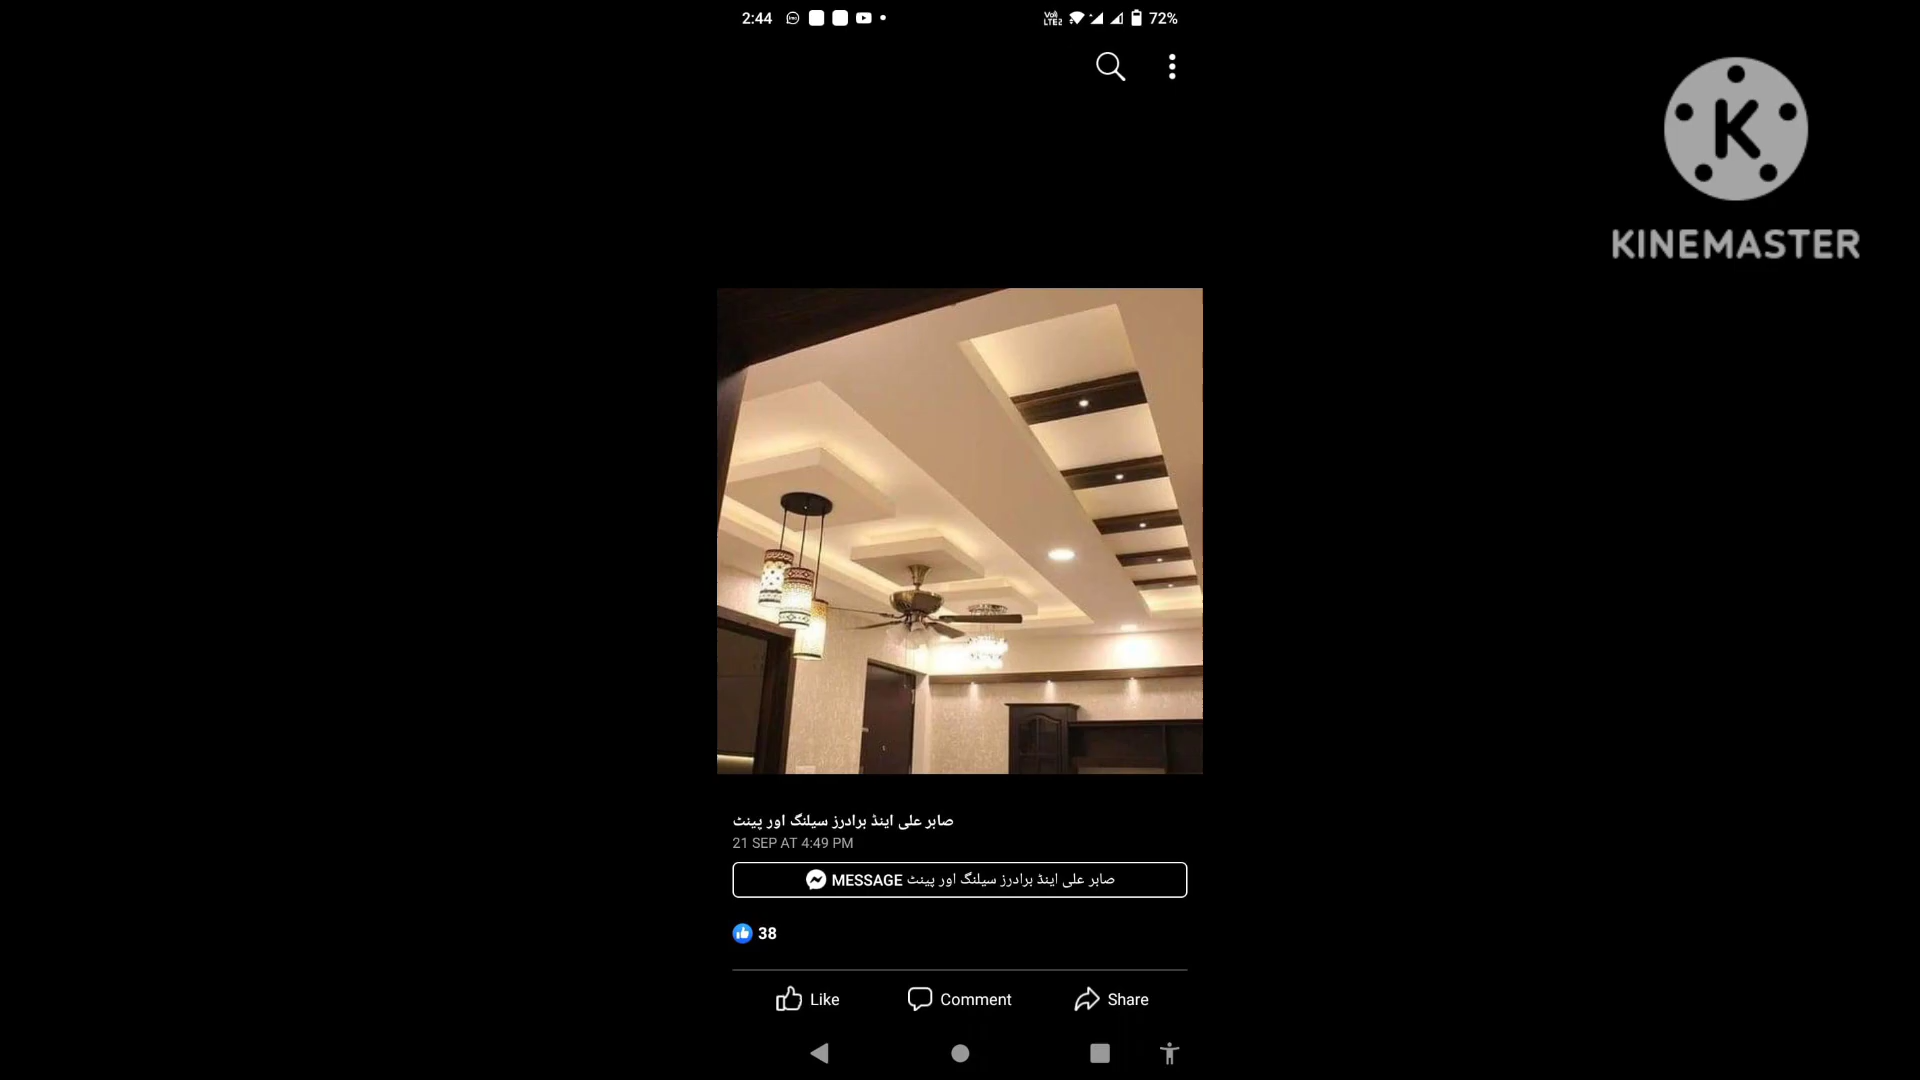 2:44
VoLTE2 72%
KINEMASTER
صابر علی اینڈ برادرز سیلنگ اور پینٹ
21 SEP AT 4:49 PM
MESSAGE صابر علی اینڈ برادرز سیلنگ اور پینٹ
38
Like Comment Share